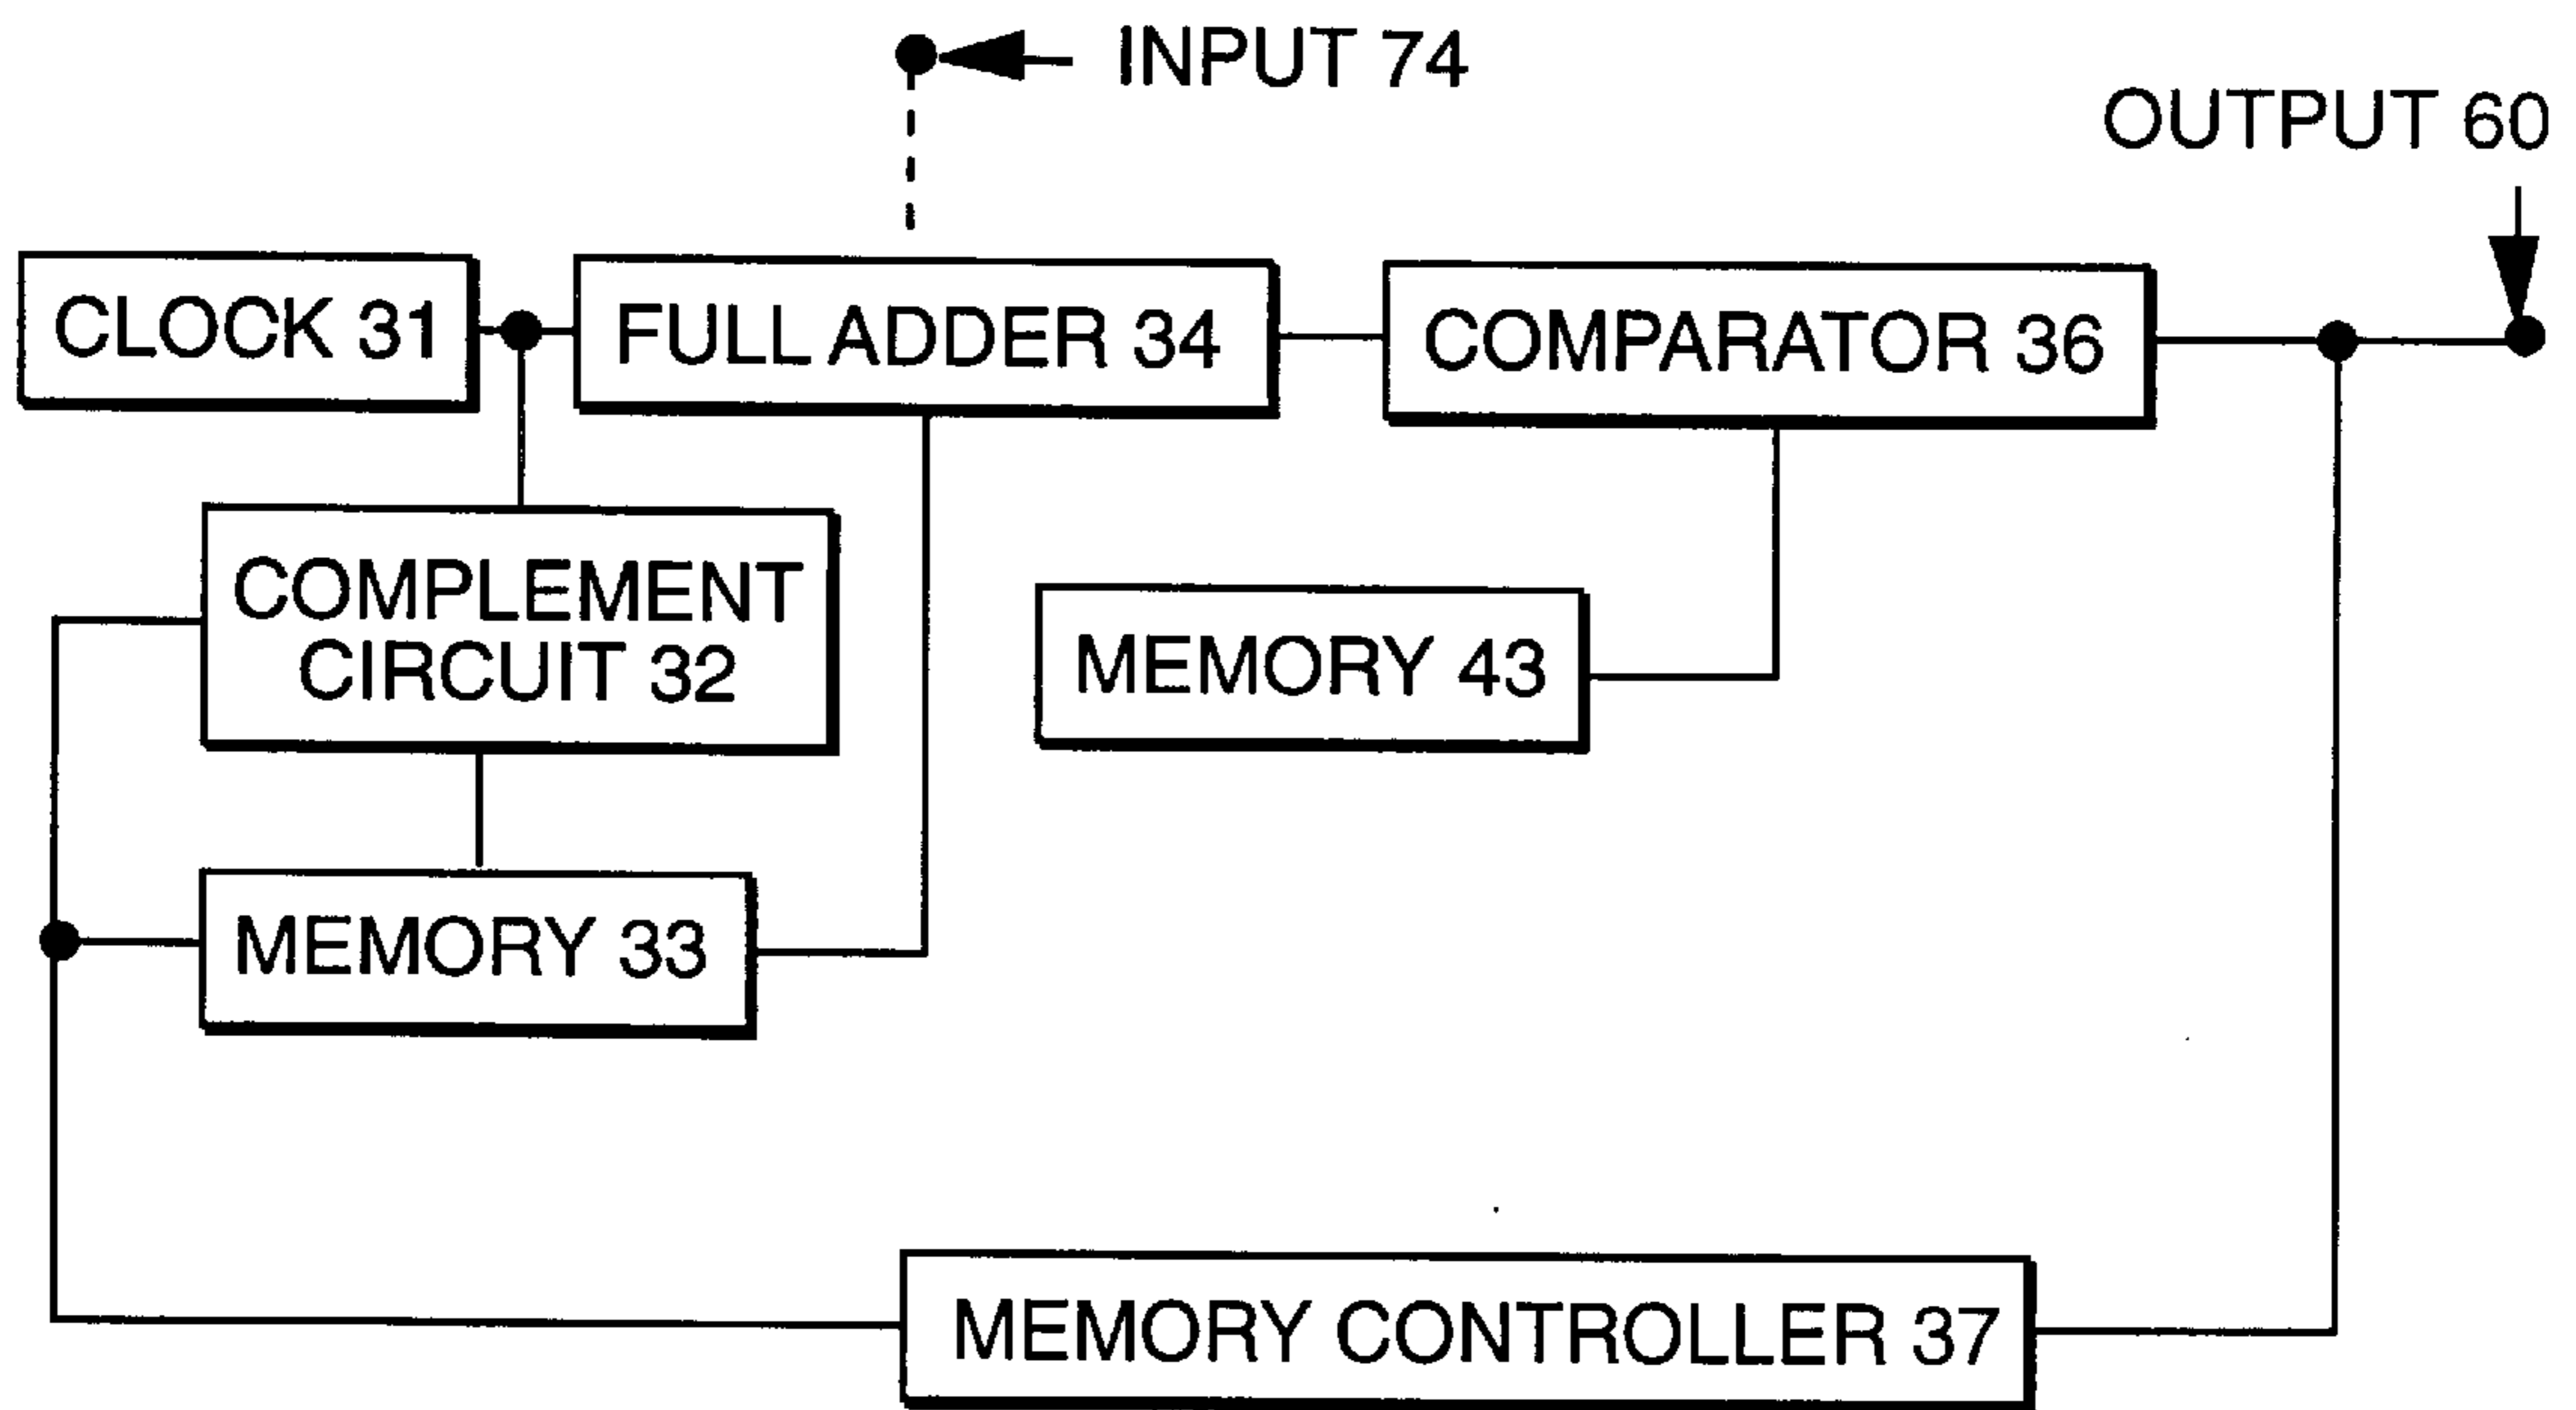 INPUT 74
OUTPUT 60
CLOCK 31
FULL ADDER 34
COMPARATOR 36
COMPLEMENT
CIRCUIT 32
MEMORY 43
MEMORY 33
MEMORY CONTROLLER 37